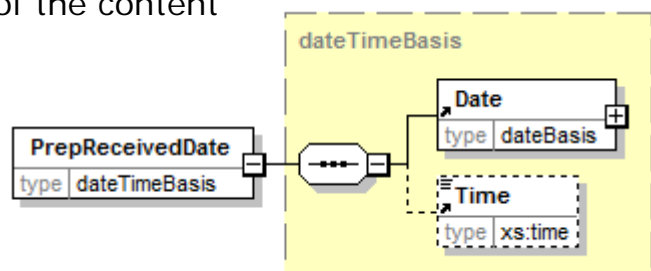 of the content
dateTimeBasis
Date
type dateBasis
PrepReceivedDate
type dateTimeBasis
Time
type xs:time